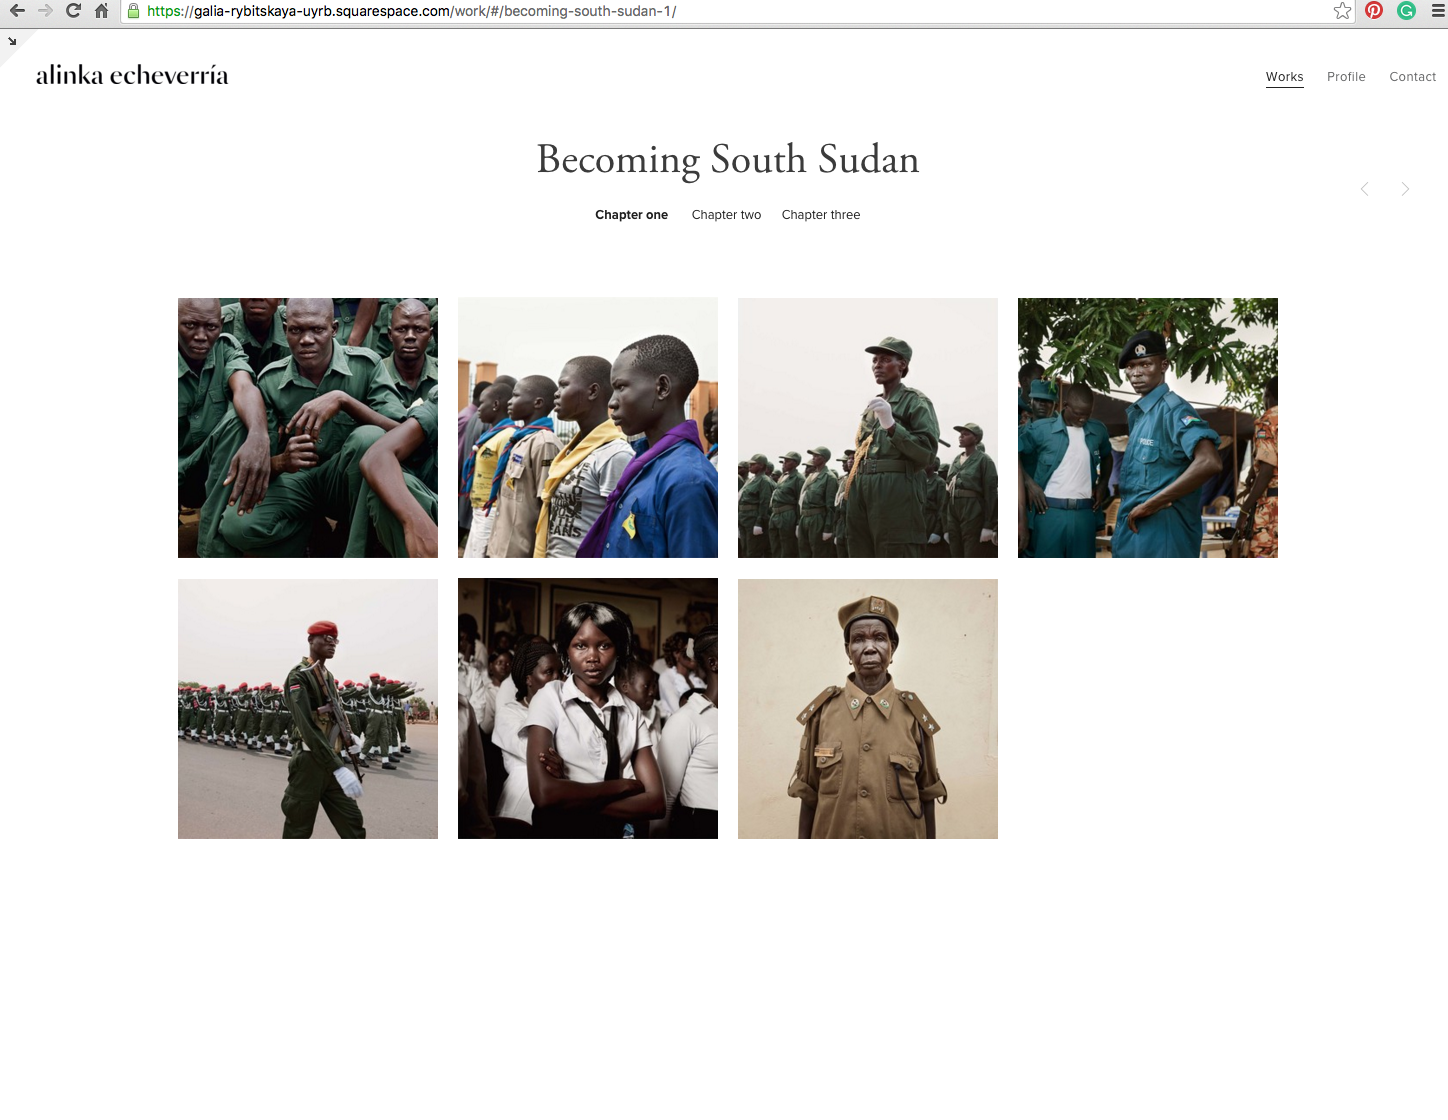 https://galia-rybitskaya-uyrb.squarespace.com/work/#/becoming-south-sudan-1/
alinka echeverría
Works Profile Contact
Becoming South Sudan
Chapter one Chapter two Chapter three
POLICE